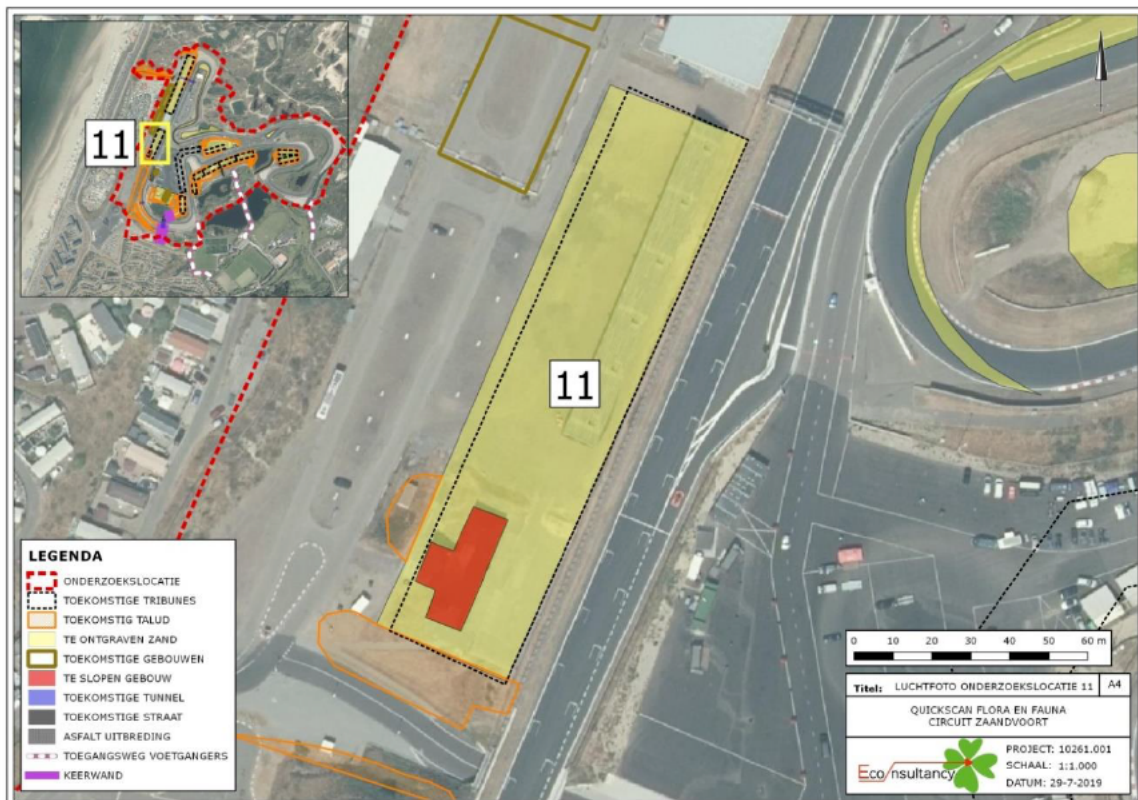 11
11
LEGENDA
ONDERZOEKSLOCATIE
TOEKOMSTIGE TRIBUNES
TOEKOMSTIG TALUD
TE ONTGRAVEN ZAND
TOEKOMSTIGE GEBOUWEN
TE SLOPEN GEBOUW
TOEKOMSTIGE TUNNEL
TOEKOMSTIGE STRAAT
ASFALT UITBREDING
TOEGANGSWEG VOETGANGERS
KEERWAND
0 10 20 30 40 50 60 m
Titel: LUCHTFOTO ONDERZOEKSLOCATIE 11 A4
QUICKSCAN FLORA EN FAUNA
CIRCUIT ZAANDVOORT
Econsultancy
PROJECT: 10261.001
SCHAAL: 1:1.000
DATUM: 29-7-2019